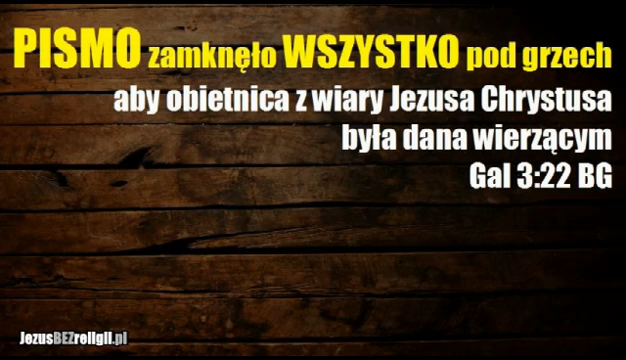 PISMO zamknęło WSZYSTKO pod grzech
aby obietnica z wiary Jezusa Chrystusa
była dana wierzącym
Gal 3:22 BG
JezusBEZreligii.pl